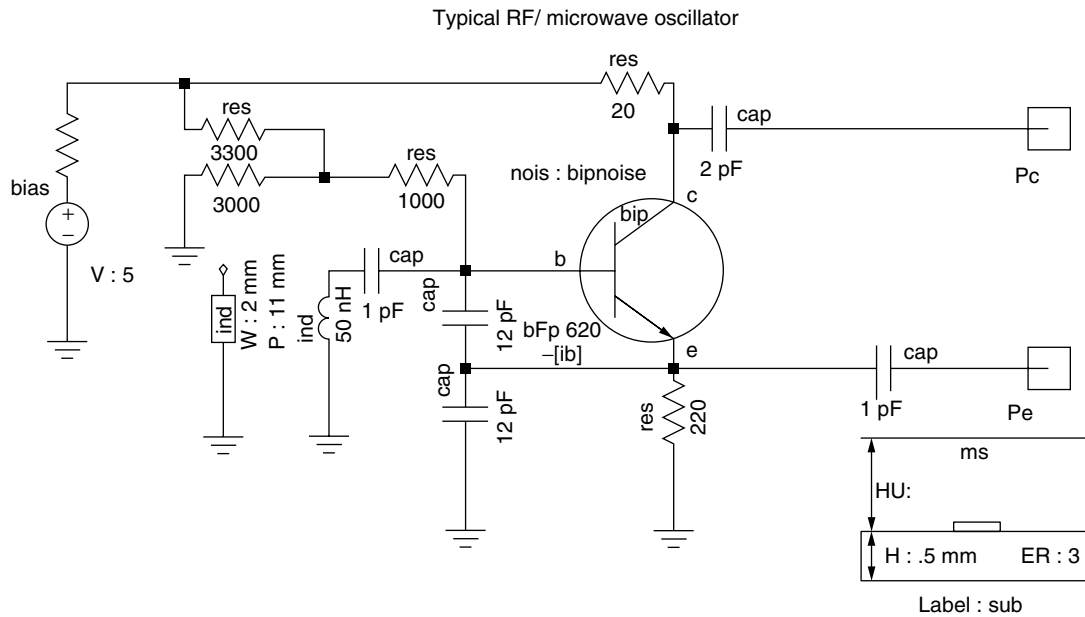 Typical RF/ microwave oscillator
res
20
cap
2 pF
Pc
res
3300
res
1000
3000
bias
+
−
V : 5
nois : bipnoise
c
bip
b
cap
1 pF
ind
W : 2 mm
P : 11 mm
ind
50 nH
cap
12 pF
bFp 620
−[ib]
e
cap
1 pF
Pe
cap
12 pF
res
220
ms
HU:
H : .5 mm
ER : 3
Label : sub